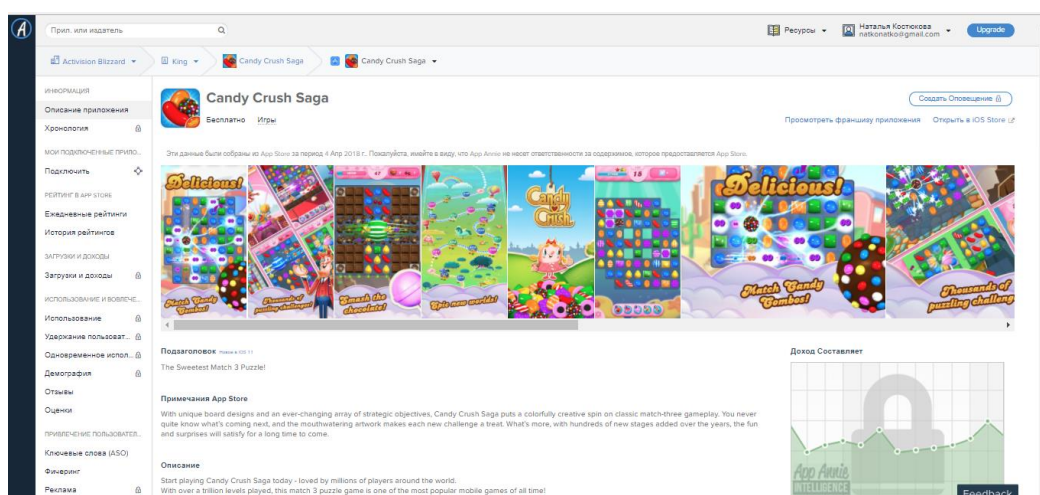 Прил. или издатель
Ресурсы
Наталья Костюкова
natkonatko@gmail.com
Upgrade
Activision Blizzard
King
Candy Crush Saga
Candy Crush Saga
ИНФОРМАЦИЯ
Описание приложения
Хронология
МОИ ПОДКЛЮЧЕННЫЕ ПРИЛО...
Подключить
РЕЙТИНГ В APP STORE
Ежедневные рейтинги
История рейтингов
ЗАГРУЗКИ И ДОХОДЫ
Загрузки и доходы
ИСПОЛЬЗОВАНИЕ И ВОВЛЕЧЕ...
Использование
Удержание пользоват...
Одновременное испол...
Демография
Отзывы
Оценки
ПРИВЛЕЧЕНИЕ ПОЛЬЗОВАТЕЛ...
Ключевые слова (ASO)
Фичеринг
Реклама
Candy Crush Saga
Бесплатно Игры
Создать Оповещение
Просмотреть франшизу приложения Открыть в iOS Store
Эти данные были собраны из App Store за период 4 Апр 2018 г.. Пожалуйста, имейте в виду, что App Annie не несет ответственности за содержимое, которое предоставляется App Store.
Delicious!
Match Candy
Combos!
Thousands of
puzzling challenges!
47
Smash the
chocolate!
Epic new worlds!
Candy
Crush
18
Delicious!
Match Candy
Combos!
Thousands of
puzzling challeng
Подзаголовок
The Sweetest Match 3 Puzzle!
Примечания App Store
With unique board designs and an ever-changing array of strategic objectives, Candy Crush Saga puts a colorfully creative spin on classic match-three gameplay. You never
quite know what's coming next, and the mouthwatering artwork makes each new challenge a treat. What's more, with hundreds of new stages added over the years, the fun
and surprises will satisfy for a long time to come.
Описание
Start playing Candy Crush Saga today - loved by millions of players around the world.
With over a trillion levels played, this match 3 puzzle game is one of the most popular mobile games of all time!
Доход Составляет
App Annie
INTELLIGENCE
Feedback